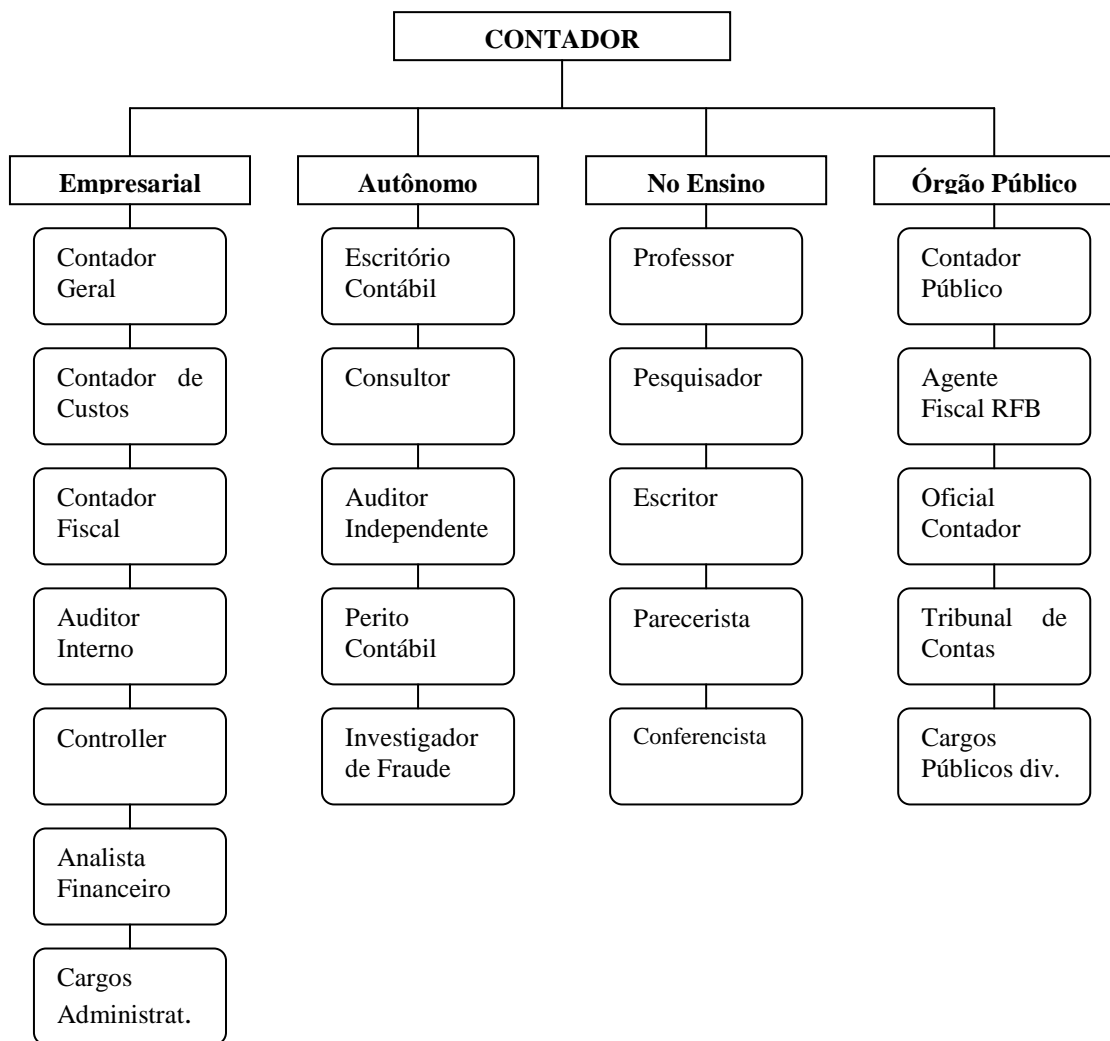 CONTADOR
Empresarial
Contador
Geral
Contador de
Custos
Contador
Fiscal
Auditor
Interno
Controller
Analista
Financeiro
Cargos
Administrat.
Autônomo
Escritório
Contábil
Consultor
Auditor
Independente
Perito
Contábil
Investigador
de Fraude
No Ensino
Professor
Pesquisador
Escritor
Parecerista
Conferencista
Órgão Público
Contador
Público
Agente
Fiscal RFB
Oficial
Contador
Tribunal de
Contas
Cargos
Públicos div.